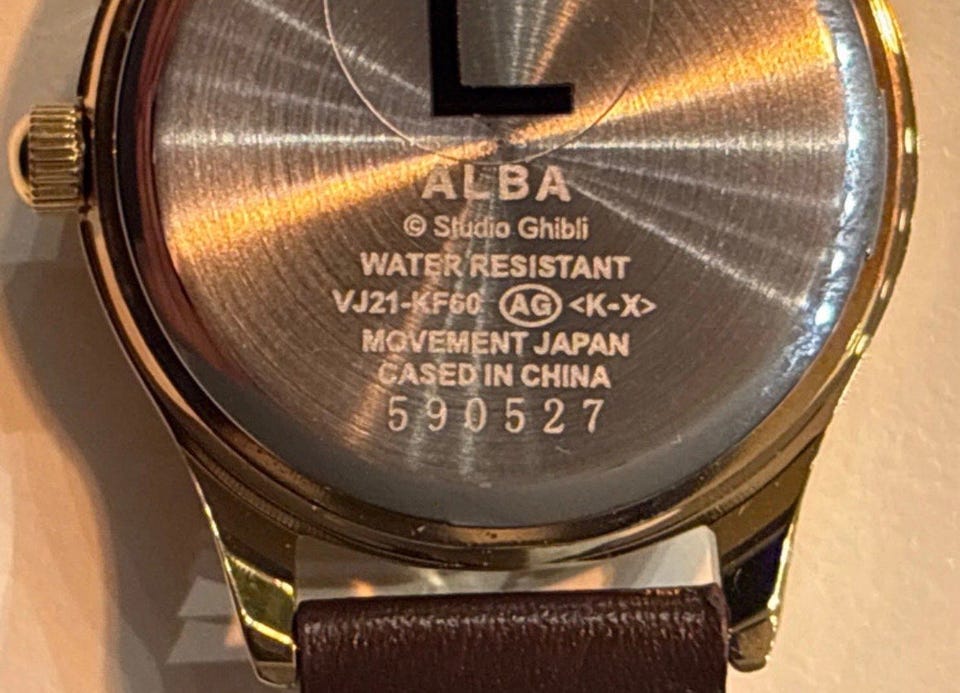 L
ALBA
© Studio Ghibli
WATER RESISTANT
VJ21-KF60 AG <K-X>
MOVEMENT JAPAN
CASED IN CHINA
590527